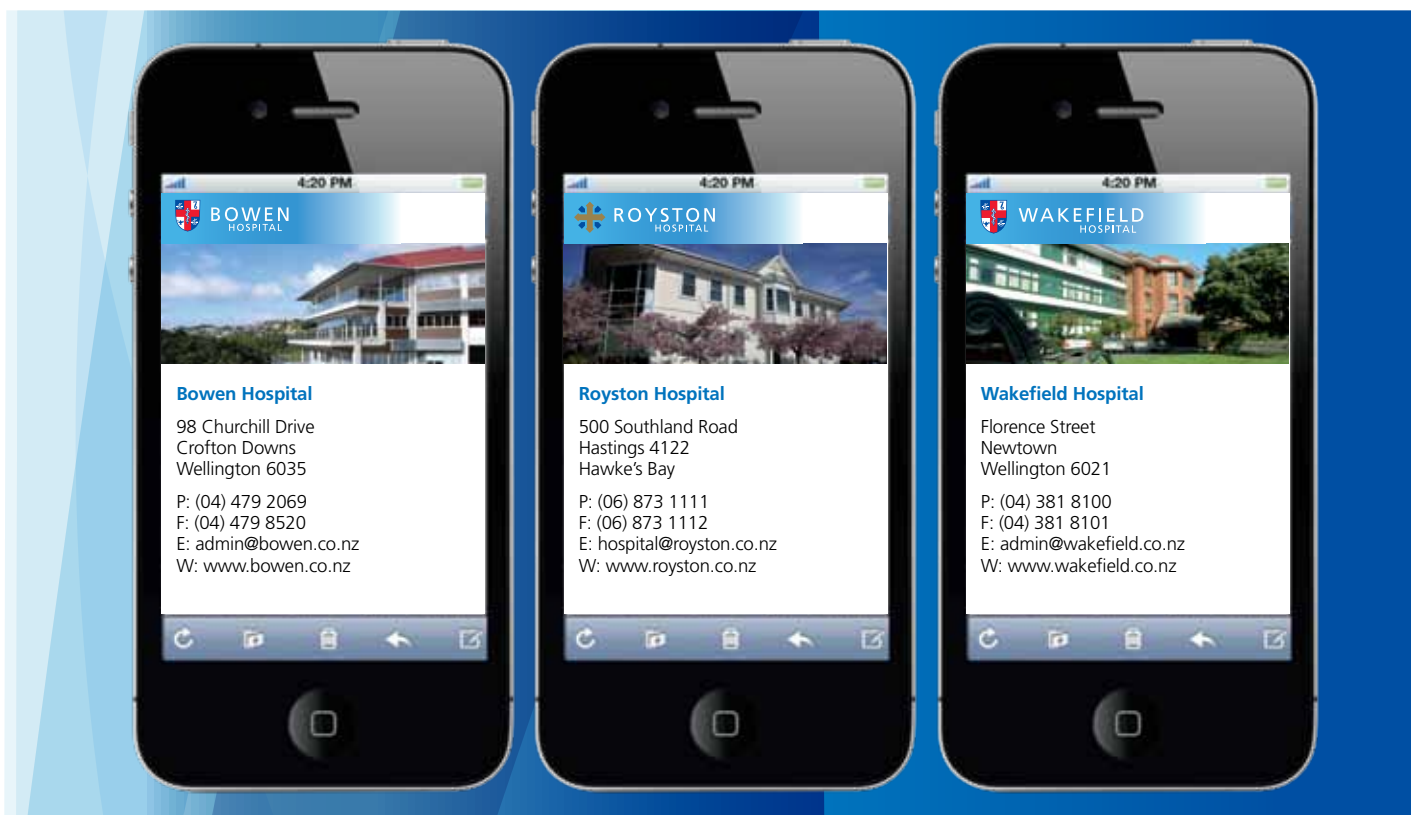 4:20 PM
BOWEN
HOSPITAL
Bowen Hospital
98 Churchill Drive
Crofton Downs
Wellington 6035
P: (04) 479 2069
F: (04) 479 8520
E: admin@bowen.co.nz
W: www.bowen.co.nz
4:20 PM
ROYSTON
HOSPITAL
Royston Hospital
500 Southland Road
Hastings 4122
Hawke’s Bay
P: (06) 873 1111
F: (06) 873 1112
E: hospital@royston.co.nz
W: www.royston.co.nz
4:20 PM
WAKEFIELD
HOSPITAL
Wakefield Hospital
Florence Street
Newtown
Wellington 6021
P: (04) 381 8100
F: (04) 381 8101
E: admin@wakefield.co.nz
W: www.wakefield.co.nz